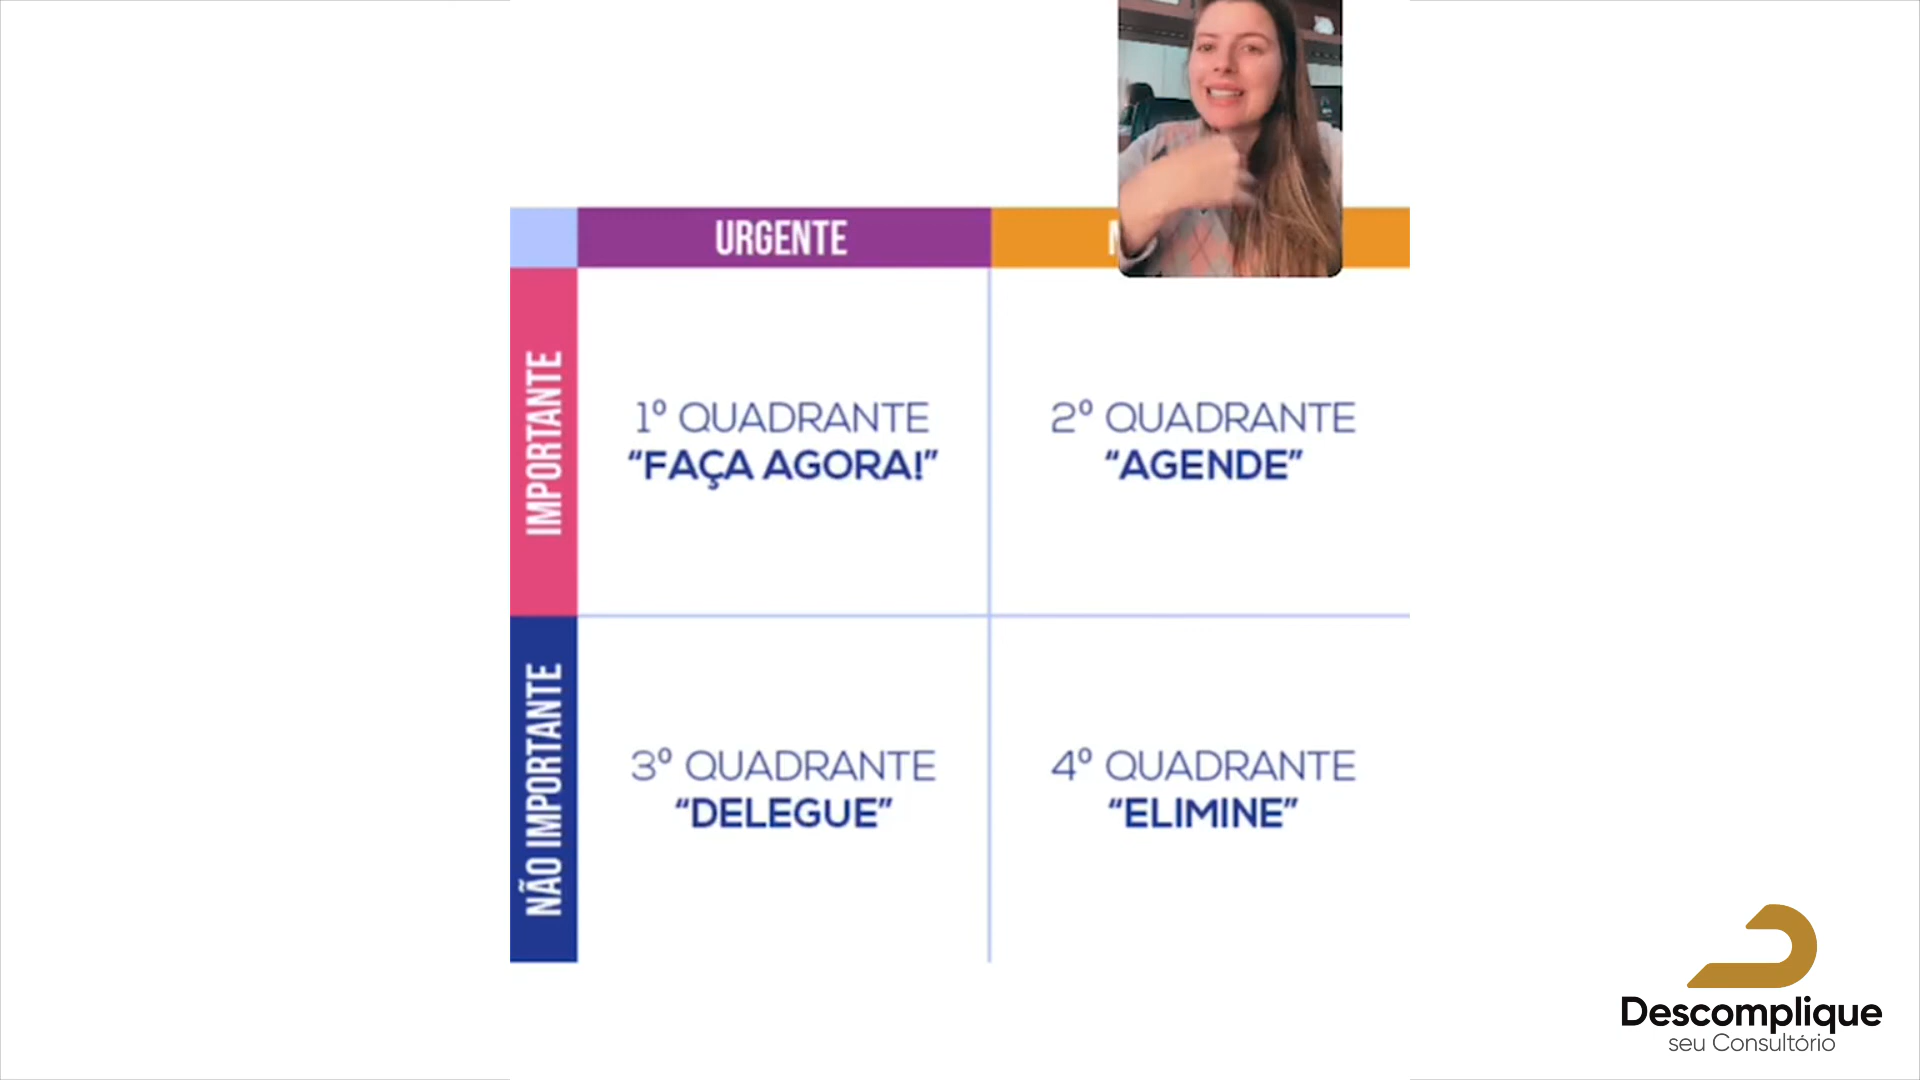 URGENTE
IMPORTANTE
1º QUADRANTE
“FAÇA AGORA!”
2º QUADRANTE
“AGENDE”
NÃO IMPORTANTE
3º QUADRANTE
“DELEGUE”
4º QUADRANTE
“ELIMINE”
Descomplique
seu Consultório